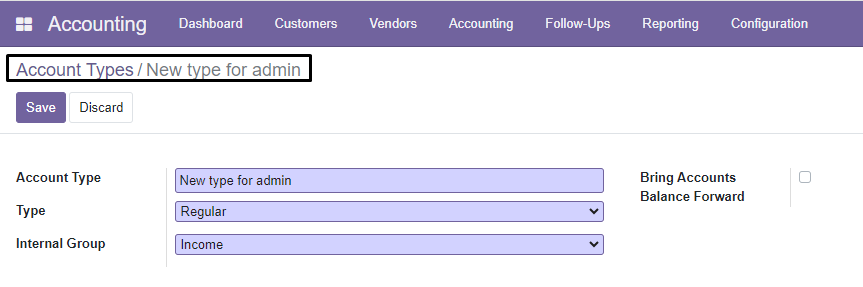 Accounting Dashboard Customers Vendors Accounting Follow-Ups Reporting Configuration
Account Types / New type for admin
Save Discard
Account Type New type for admin Bring Accounts
Balance Forward
Type Regular
Internal Group Income